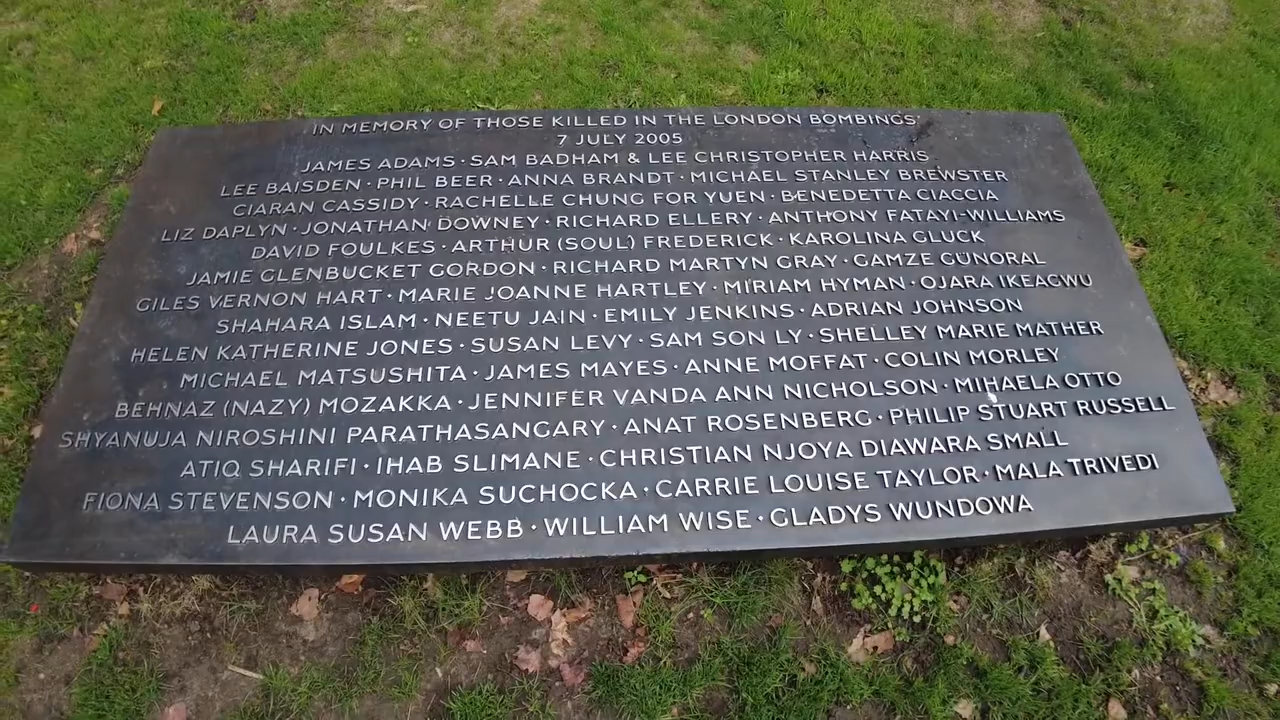 IN MEMORY OF THOSE KILLED IN THE LONDON BOMBINGS
7 JULY 2005
JAMES ADAMS · SAM BADHAM & LEE CHRISTOPHER HARRIS
LEE BAISDEN · PHIL BEER · ANNA BRANDT · MICHAEL STANLEY BREWSTER
CIARAN CASSIDY · RACHELLE CHUNG FOR YUEN · BENEDETTA CIACCIA
LIZ DAPLYN · JONATHAN DOWNEY · RICHARD ELLERY · ANTHONY FATAYI-WILLIAMS
DAVID FOULKES · ARTHUR (SOUL) FREDERICK · KAROLINA GLUCK
JAMIE GLENBUCKET GORDON · RICHARD MARTYN GRAY · GAMZE GÜNORAL
GILES VERNON HART · MARIE JOANNE HARTLEY · MIRIAM HYMAN · OJARA IKEAGWU
SHAHARA ISLAM · NEETU JAIN · EMILY JENKINS · ADRIAN JOHNSON
HELEN KATHERINE JONES · SUSAN LEVY · SAM SON LY · SHELLEY MARIE MATHER
MICHAEL MATSUSHITA · JAMES MAYES · ANNE MOFFAT · COLIN MORLEY
BEHNAZ (NAZY) MOZAKKA · JENNIFER VANDA ANN NICHOLSON · MIHAELA OTTO
SHYANUJA NIROSHINI PARATHASANGARY · ANAT ROSENBERG · PHILIP STUART RUSSELL
ATIQ SHARIFI · IHAB SLIMANE · CHRISTIAN NJOYA DIAWARA SMALL
FIONA STEVENSON · MONIKA SUCHOCKA · CARRIE LOUISE TAYLOR · MALA TRIVEDI
LAURA SUSAN WEBB · WILLIAM WISE · GLADYS WUNDOWA